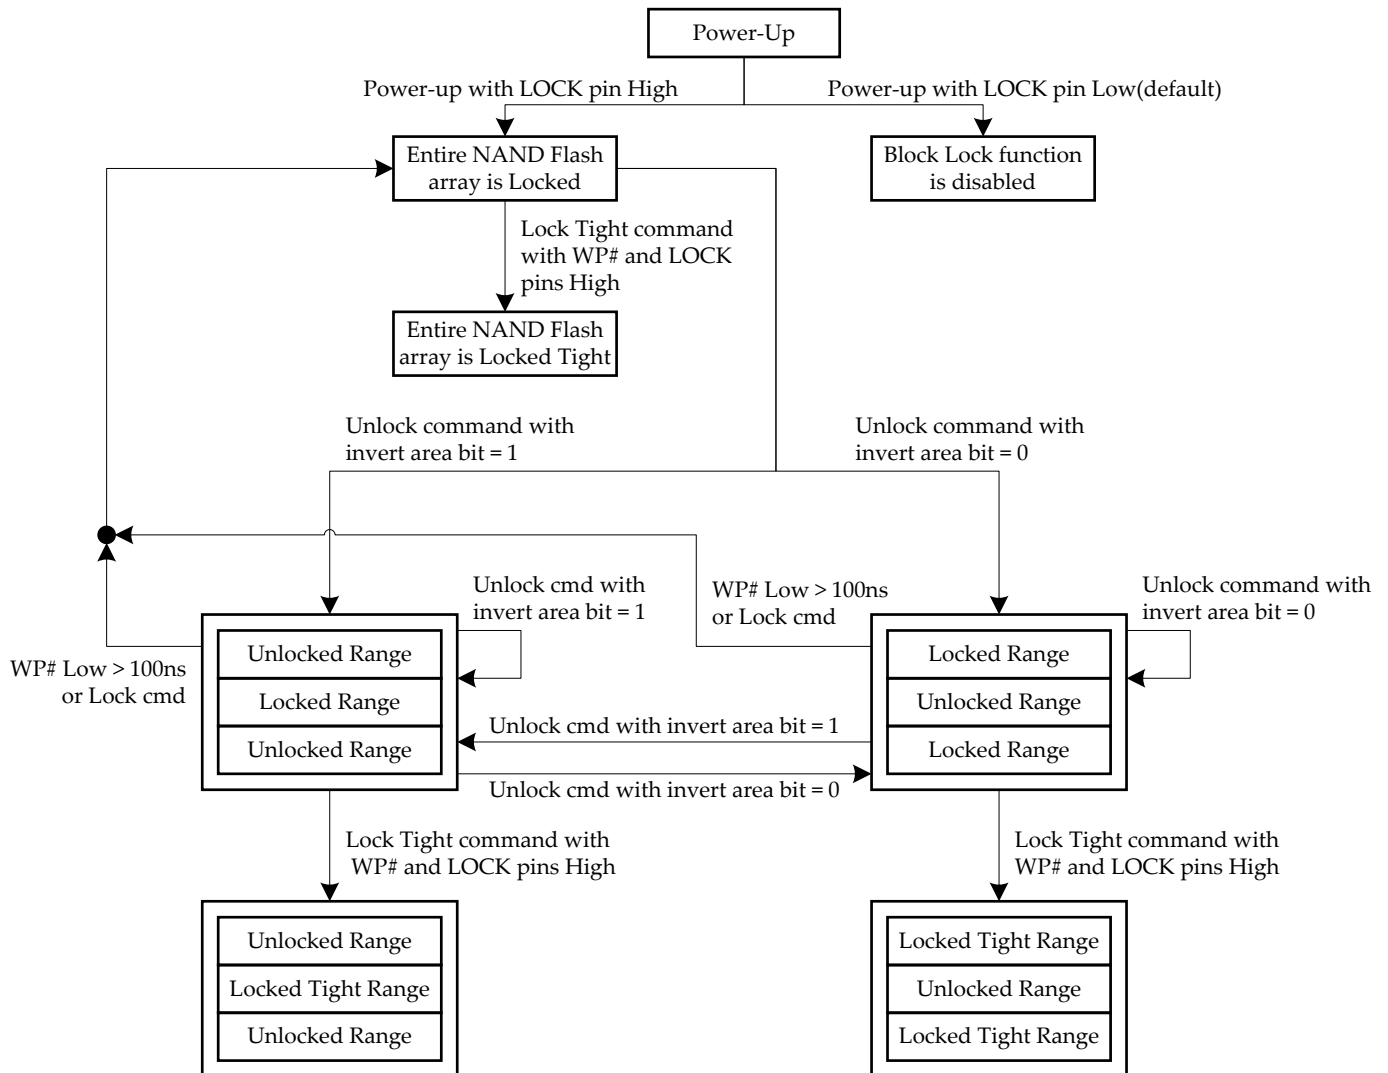 Power-Up
Power-up with LOCK pin High
Power-up with LOCK pin Low(default)
Entire NAND Flash
array is Locked
Block Lock function
is disabled
Lock Tight command
with WP# and LOCK
pins High
Entire NAND Flash
array is Locked Tight
Unlock command with
invert area bit = 1
Unlock command with
invert area bit = 0
Unlock cmd with
invert area bit = 1
WP# Low > 100ns
or Lock cmd
Unlock command with
invert area bit = 0
WP# Low > 100ns
or Lock cmd
Unlocked Range
Locked Range
Unlocked Range
Locked Range
Unlocked Range
Locked Range
Unlock cmd with invert area bit = 1
Unlock cmd with invert area bit = 0
Lock Tight command with
WP# and LOCK pins High
Lock Tight command with
WP# and LOCK pins High
Unlocked Range
Locked Tight Range
Unlocked Range
Locked Tight Range
Unlocked Range
Locked Tight Range